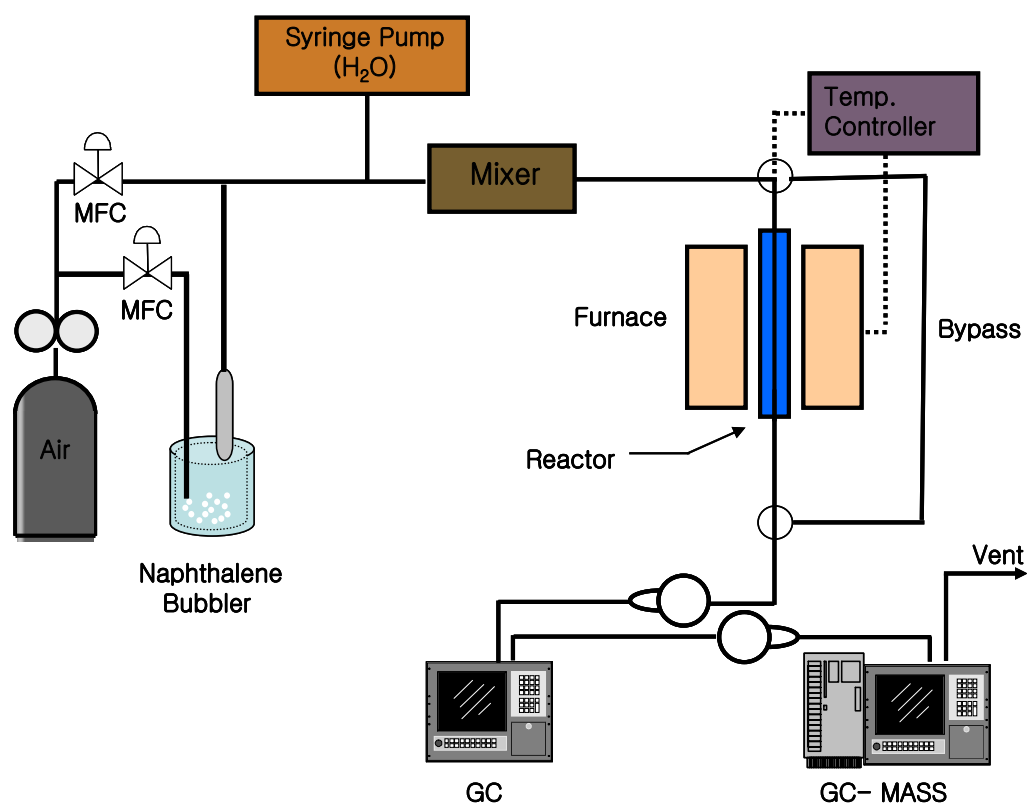 Syringe Pump
(H₂O)
Temp.
Controller
Mixer
MFC
MFC
Furnace
Bypass
Air
Reactor
Naphthalene
Bubbler
Vent
GC
GC- MASS